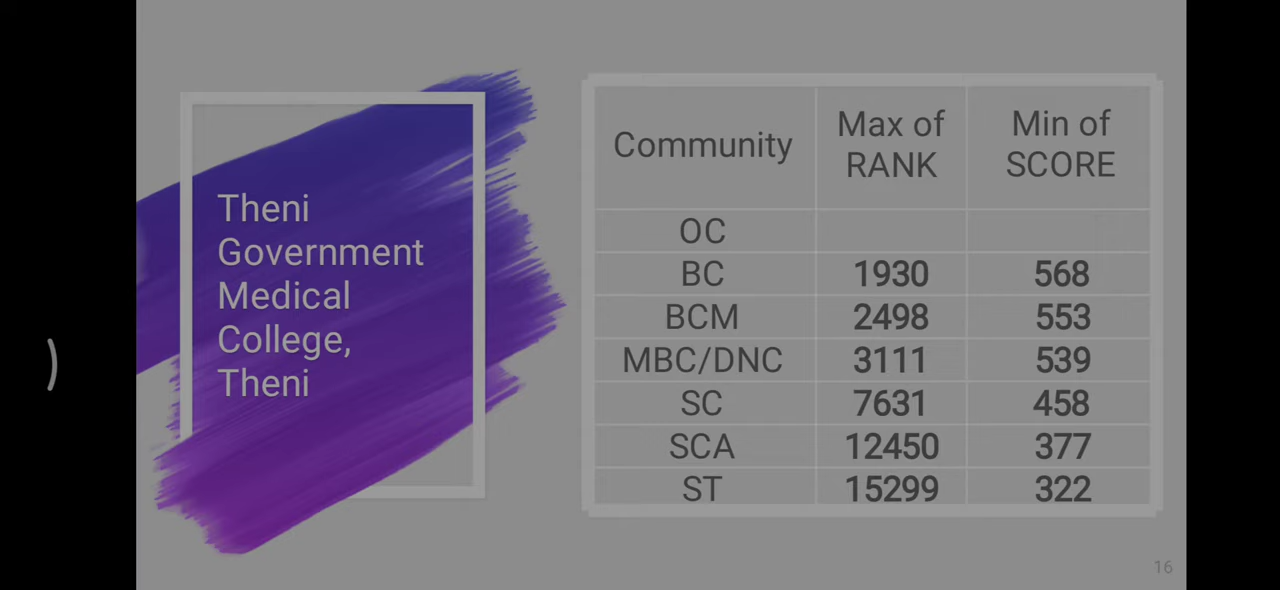 Theni
Government
Medical
College,
Theni
Community Max of RANK Min of SCORE
OC
BC 1930 568
BCM 2498 553
MBC/DNC 3111 539
SC 7631 458
SCA 12450 377
ST 15299 322
16